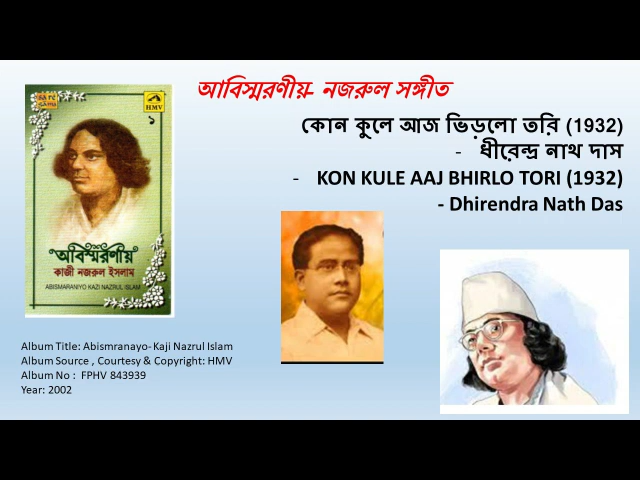 আবিস্মরণীয়- নজরুল সঙ্গীত
কোন কুলে আজ ভিড়লো তরি (1932)
- ধীরেন্দ্র নাথ দাস
- KON KULE AAJ BHIRLO TORI (1932)
- Dhirendra Nath Das
HMV
১
অবিস্মরণীয়
কাজী নজরুল ইসলাম
ABISMARANIYO KAZI NAZRUL ISLAM
Album Title: Abismranayo- Kaji Nazrul Islam
Album Source , Courtesy & Copyright: HMV
Album No : FPHV 843939
Year: 2002